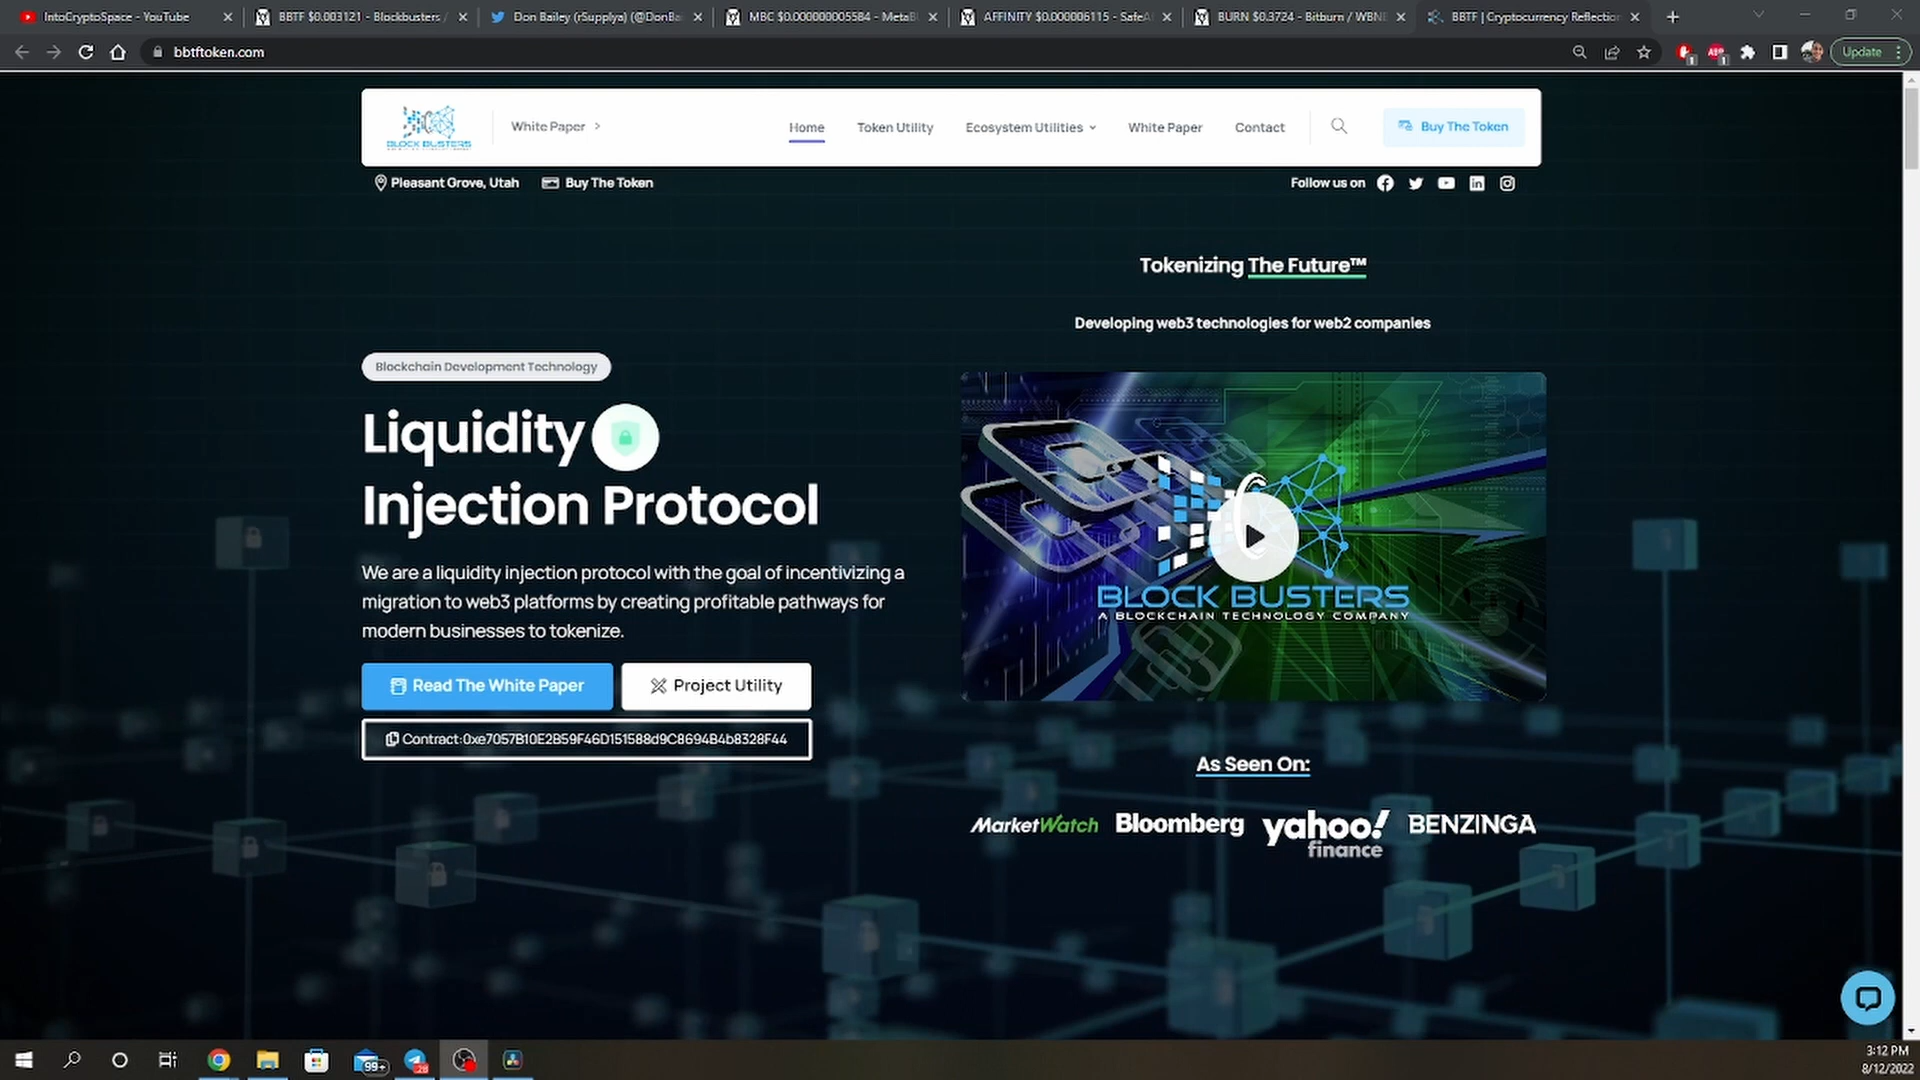 IntoCryptoSpace - YouTube
BBTF $0.003121 - Blockbusters /
Don Bailey (rSupplya) (@DonBa
MBC $0.000000005584 - MetaB
AFFINITY $0.000006115 - SafeA
BURN $0.3724 - Bitburn / WBNB
BBTF | Cryptocurrency Reflection
bbtftoken.com
Update
BLOCK BUSTERS
White Paper >
Home
Token Utility
Ecosystem Utilities
White Paper
Contact
Buy The Token
Pleasant Grove, Utah
Buy The Token
Follow us on
Tokenizing The Future™
Developing web3 technologies for web2 companies
Blockchain Development Technology
Liquidity
Injection Protocol
We are a liquidity injection protocol with the goal of incentivizing a
migration to web3 platforms by creating profitable pathways for
modern businesses to tokenize.
Read The White Paper
Project Utility
Contract:0xe7057B10E2B59F46D151588d9C8694B4b8328F44
BLOCK BUSTERS
A BLOCKCHAIN TECHNOLOGY COMPANY
As Seen On:
MarketWatch
Bloomberg
yahoo!
finance
BENZINGA
99+
28
3:12 PM
8/12/2022